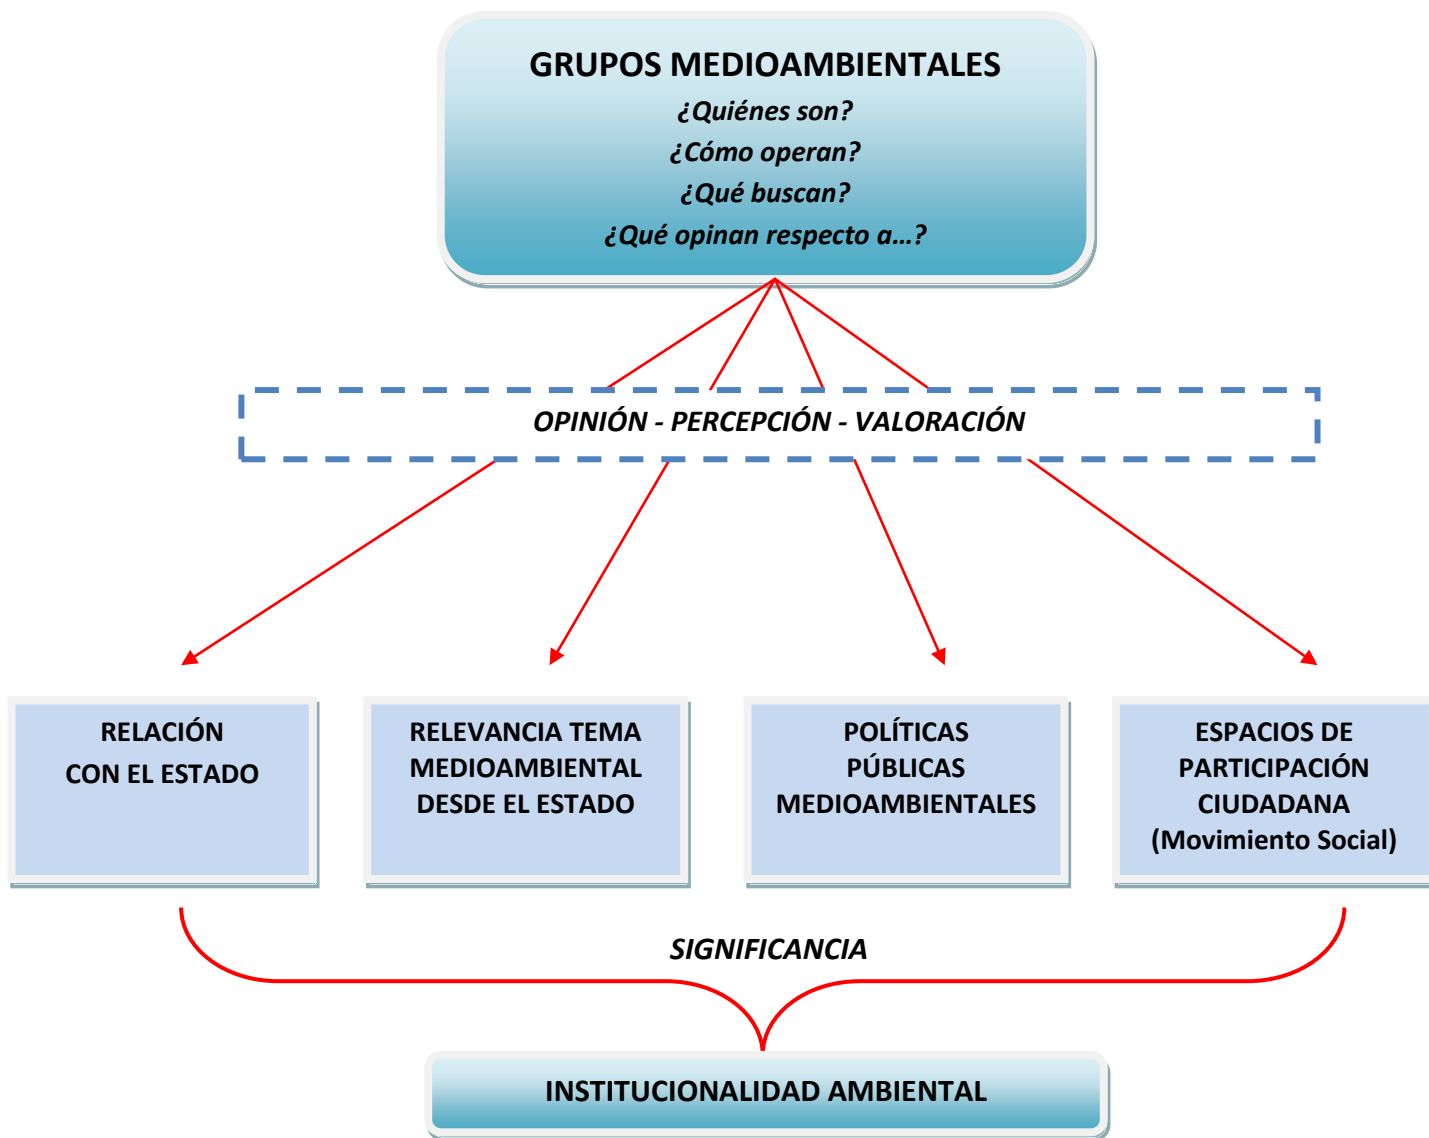 GRUPOS MEDIOAMBIENTALES
¿Quiénes son?
¿Cómo operan?
¿Qué buscan?
¿Qué opinan respecto a…?
OPINIÓN - PERCEPCIÓN - VALORACIÓN
RELACIÓN
CON EL ESTADO
RELEVANCIA TEMA
MEDIOAMBIENTAL
DESDE EL ESTADO
POLÍTICAS
PÚBLICAS
MEDIOAMBIENTALES
ESPACIOS DE
PARTICIPACIÓN
CIUDADANA
(Movimiento Social)
SIGNIFICANCIA
INSTITUCIONALIDAD AMBIENTAL